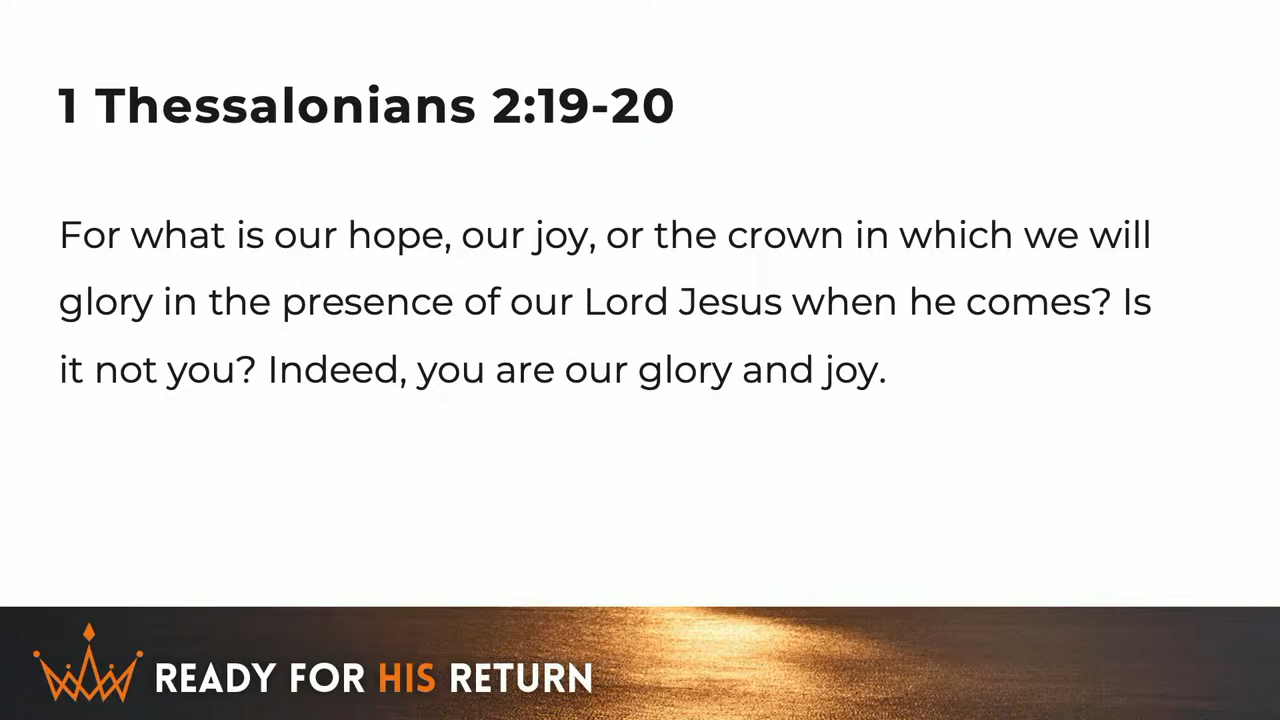 1 Thessalonians 2:19-20
For what is our hope, our joy, or the crown in which we will
glory in the presence of our Lord Jesus when he comes? Is
it not you? Indeed, you are our glory and joy.
READY FOR HIS RETURN